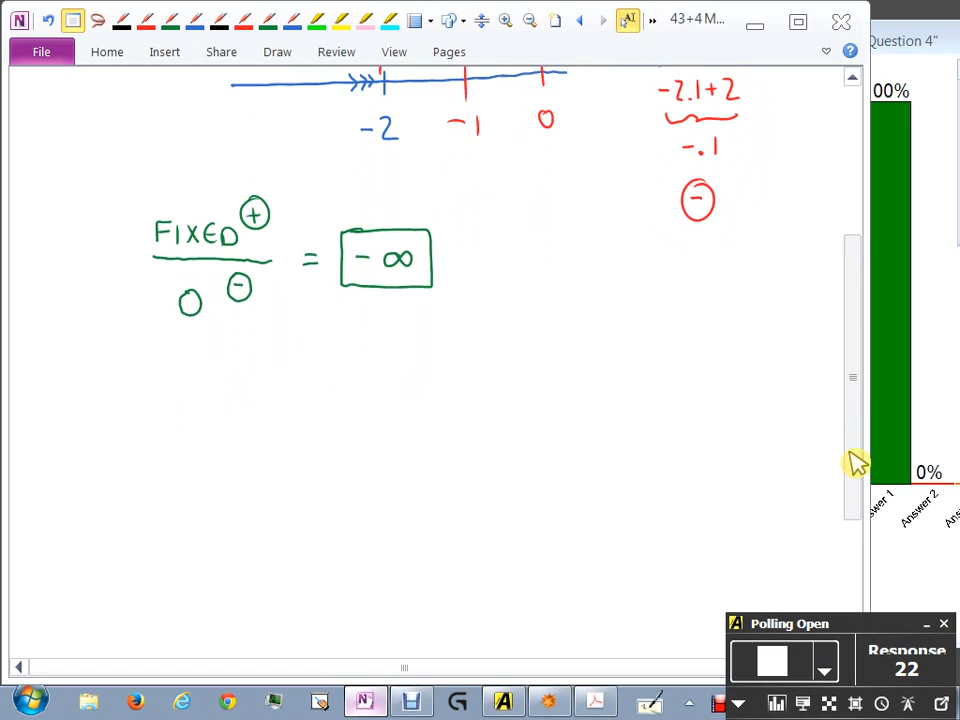 43+4 M...
Question 4"
File Home Insert Share Draw Review View Pages
00%
-2.1+2
-2 -1 0
-.1
-
FIXED +
0 -
= - ∞
0%
Answer 1
Answer 2
Polling Open
Response
22